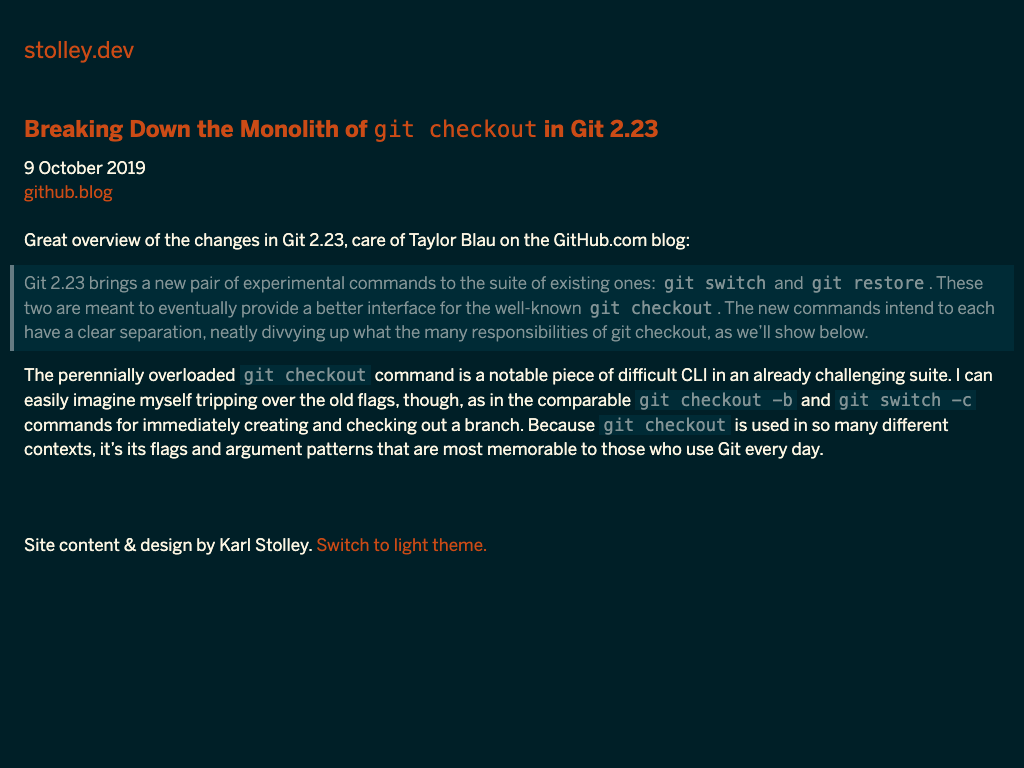 stolley.dev
Breaking Down the Monolith of git checkout in Git 2.23
9 October 2019
github.blog
Great overview of the changes in Git 2.23, care of Taylor Blau on the GitHub.com blog:
Git 2.23 brings a new pair of experimental commands to the suite of existing ones: git switch and git restore. These
two are meant to eventually provide a better interface for the well-known git checkout. The new commands intend to each
have a clear separation, neatly divvying up what the many responsibilities of git checkout, as we’ll show below.
The perennially overloaded git checkout command is a notable piece of difficult CLI in an already challenging suite. I can
easily imagine myself tripping over the old flags, though, as in the comparable git checkout -b and git switch -c
commands for immediately creating and checking out a branch. Because git checkout is used in so many different
contexts, it’s its flags and argument patterns that are most memorable to those who use Git every day.
Site content & design by Karl Stolley. Switch to light theme.